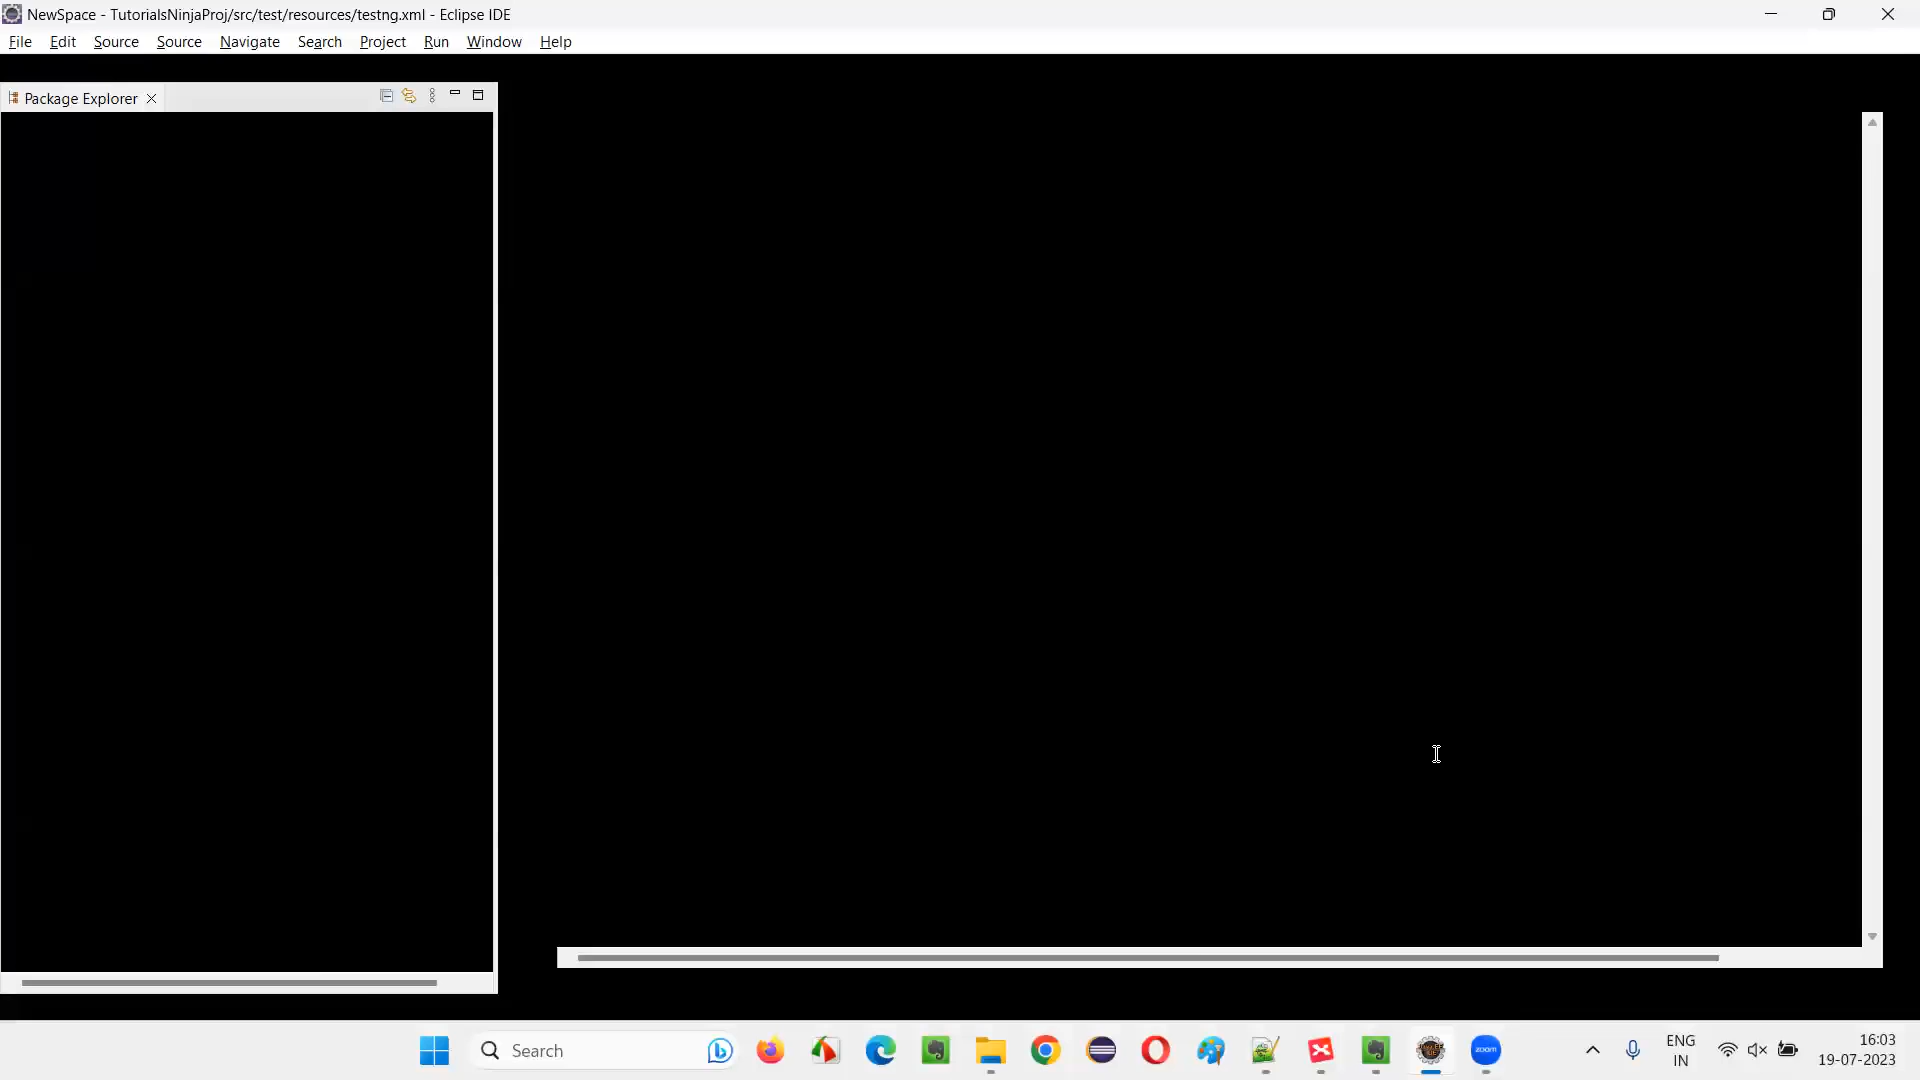 NewSpace - TutorialsNinjaProj/src/test/resources/testng.xml - Eclipse IDE
File Edit Source Source Navigate Search Project Run Window Help
Package Explorer
Search
zoom
ENG
IN
16:03
19-07-2023